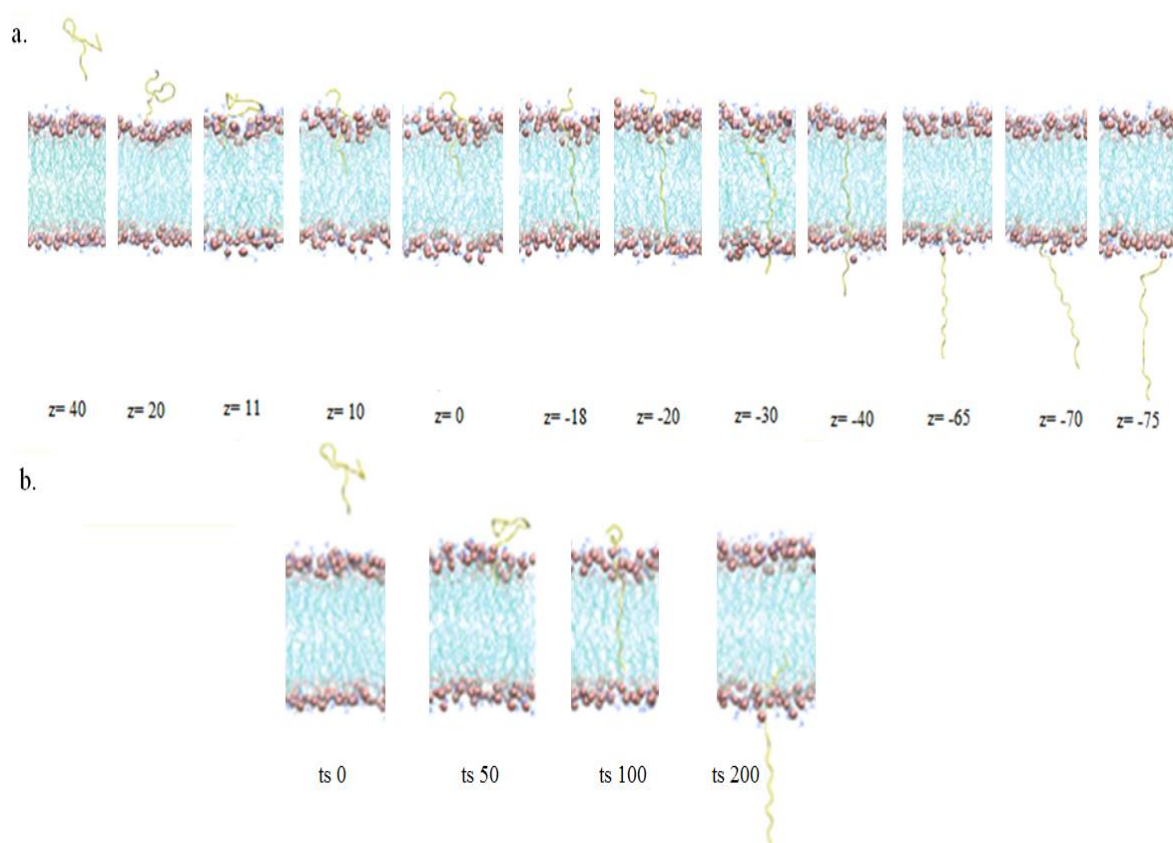 a.
z= 40 z= 20 z= 11 z= 10 z= 0 z= -18 z= -20 z= -30 z= -40 z= -65 z= -70 z= -75
b.
ts 0 ts 50 ts 100 ts 200